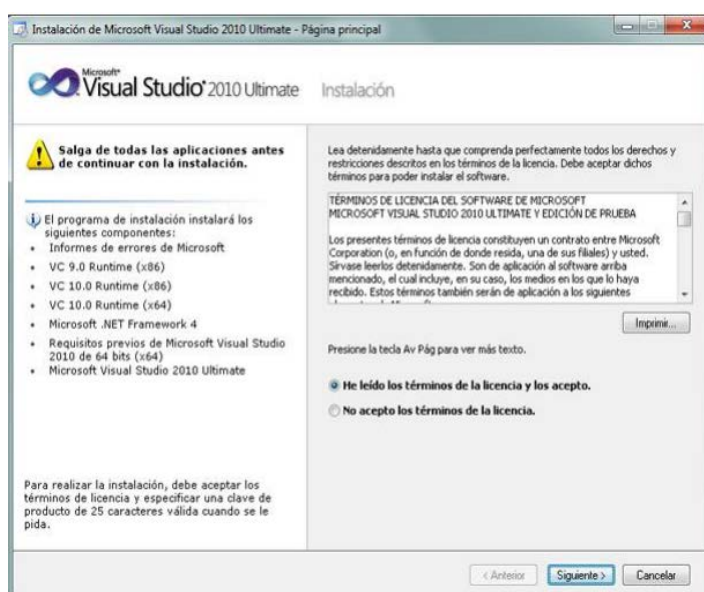 Instalación de Microsoft Visual Studio 2010 Ultimate - Página principal
Microsoft
Visual Studio 2010 Ultimate
Instalación
Salga de todas las aplicaciones antes
de continuar con la instalación.
El programa de instalación instalará los
siguientes componentes:
Informes de errores de Microsoft
VC 9.0 Runtime (x86)
VC 10.0 Runtime (x86)
VC 10.0 Runtime (x64)
Microsoft .NET Framework 4
Requisitos previos de Microsoft Visual Studio
2010 de 64 bits (x64)
Microsoft Visual Studio 2010 Ultimate
Para realizar la instalación, debe aceptar los
términos de licencia y especificar una clave de
producto de 25 caracteres válida cuando se le
pida.
Lea detenidamente hasta que comprenda perfectamente todos los derechos y
restricciones descritos en los términos de la licencia. Debe aceptar dichos
términos para poder instalar el software.
TÉRMINOS DE LICENCIA DEL SOFTWARE DE MICROSOFT
MICROSOFT VISUAL STUDIO 2010 ULTIMATE Y EDICIÓN DE PRUEBA
Los presentes términos de licencia constituyen un contrato entre Microsoft
Corporation (o, en función de donde resida, una de sus filiales) y usted.
Sírvase leerlos detenidamente. Son de aplicación al software arriba
mencionado, el cual incluye, en su caso, los medios en los que lo haya
recibido. Estos términos también serán de aplicación a los siguientes
Imprimir...
Presione la tecla Av Pág para ver más texto.
He leído los términos de la licencia y los acepto.
No acepto los términos de la licencia.
< Anterior
Siguiente >
Cancelar